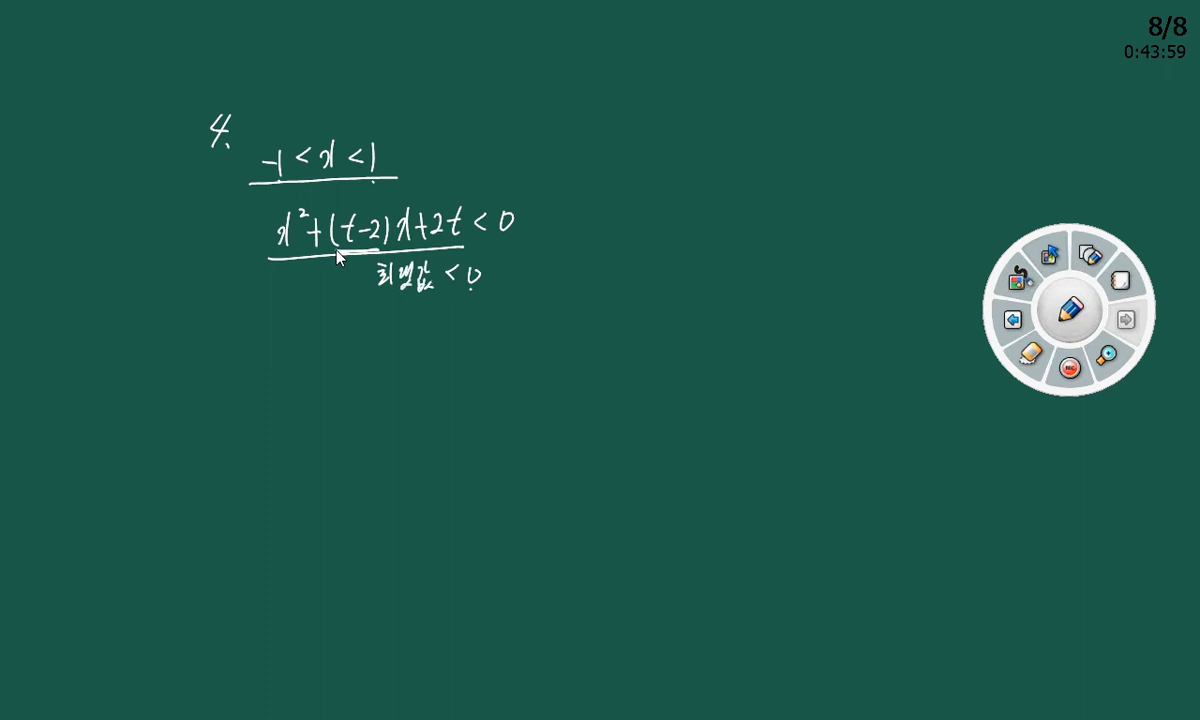 8/8
0:43:59
4.
-1 < x < 1
x² + (t-2)x + 2t < 0
최댓값 < 0